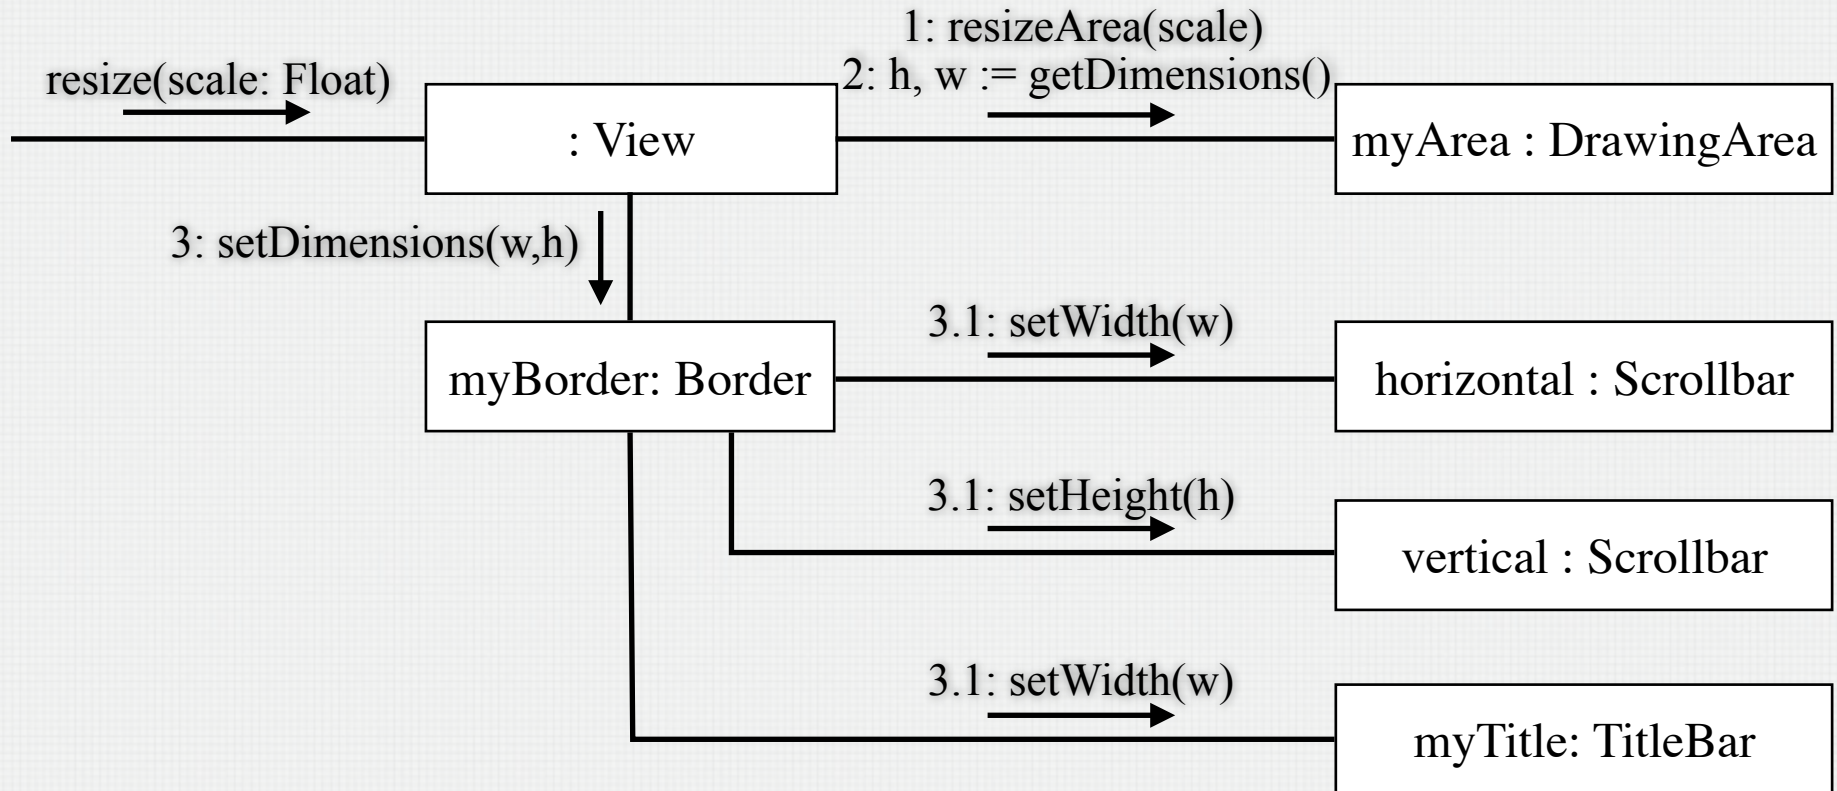 1: resizeArea(scale)
resize(scale: Float)
2: h, w := getDimensions()
: View
myArea : DrawingArea
3: setDimensions(w,h)
3.1: setWidth(w)
myBorder: Border
horizontal : Scrollbar
3.1: setHeight(h)
vertical : Scrollbar
3.1: setWidth(w)
myTitle: TitleBar